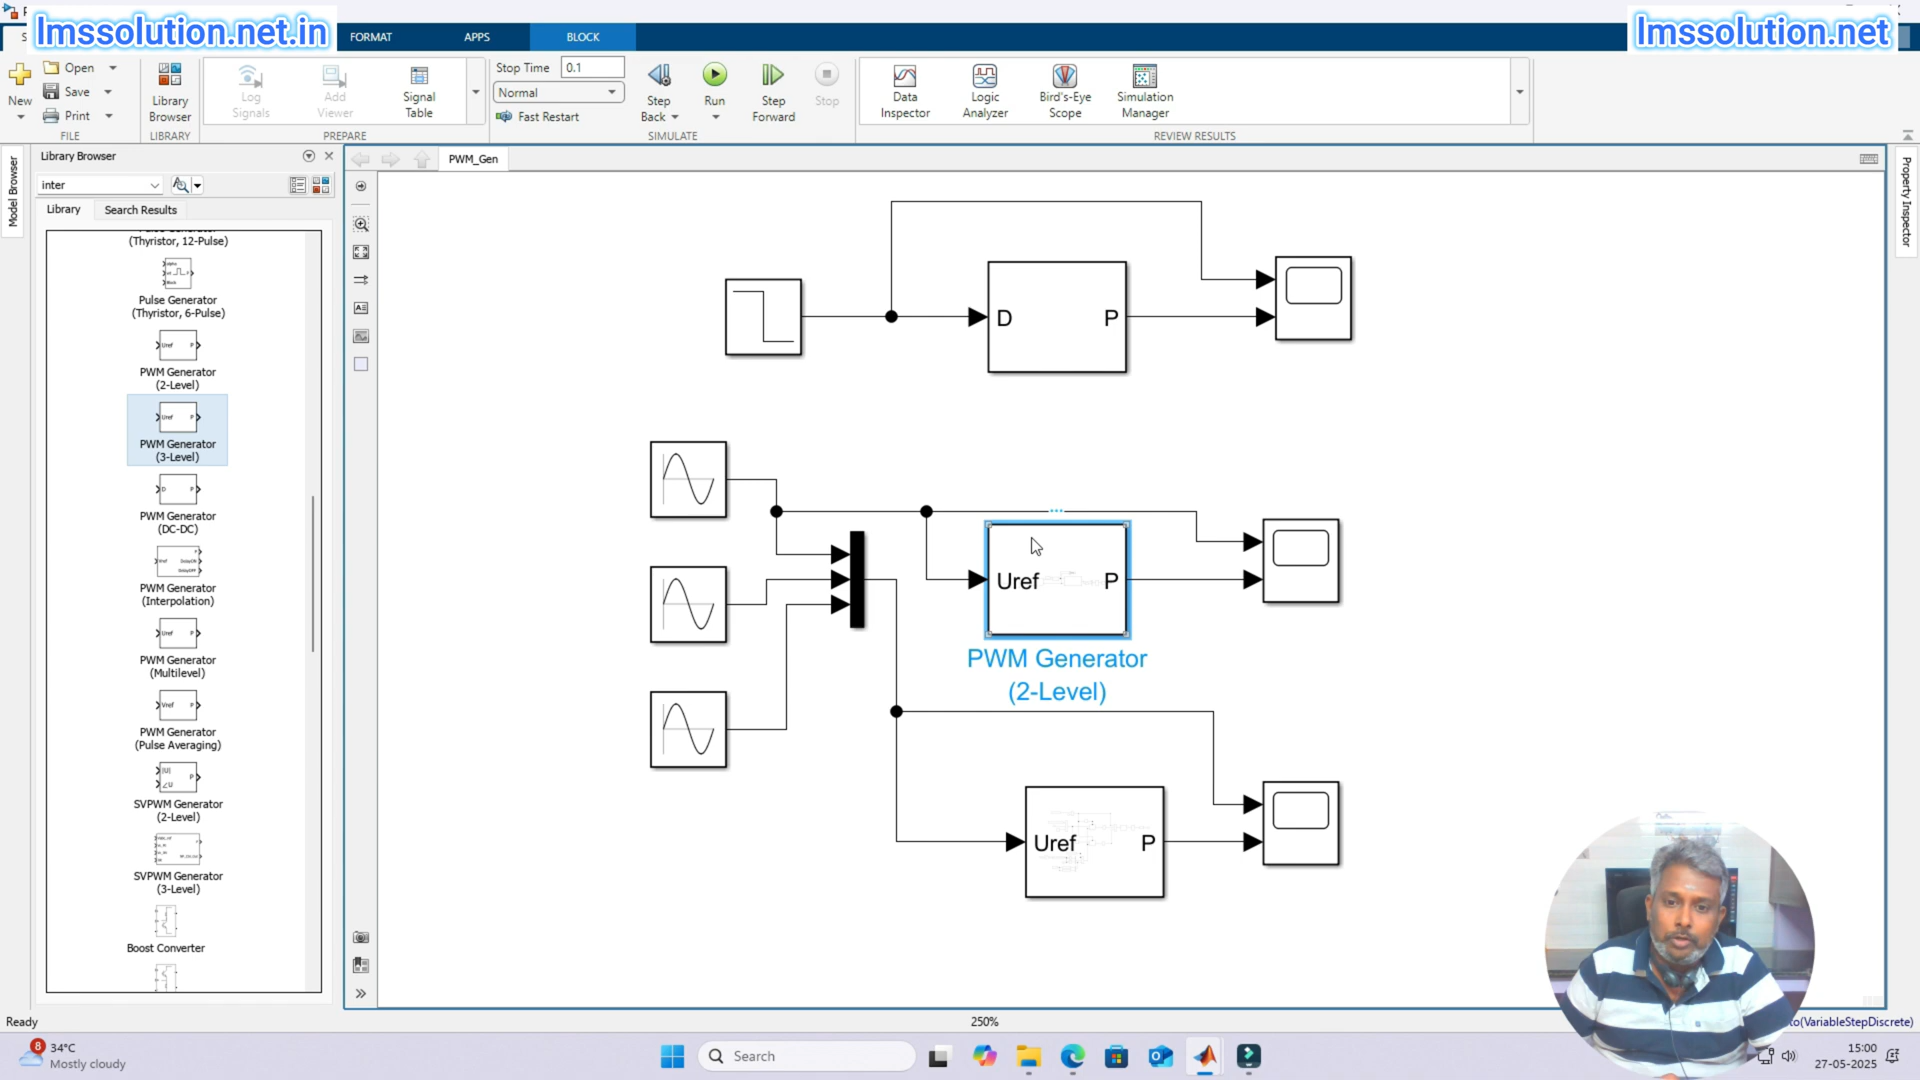 lmssolution.net.in
lmssolution.net
FORMAT
APPS
BLOCK
New
Open
Save
Print
FILE
Library
Browser
LIBRARY
Log
Signals
Add
Viewer
Signal
Table
PREPARE
Stop Time 0.1
Normal
Fast Restart
Step
Back
Run
Step
Forward
Stop
SIMULATE
Data
Inspector
Logic
Analyzer
Bird's-Eye
Scope
Simulation
Manager
REVIEW RESULTS
Model Browser
Library Browser
inter
Library
Search Results
(Thyristor, 12-Pulse)
Pulse Generator
(Thyristor, 6-Pulse)
Uref P
PWM Generator
(2-Level)
Uref P
PWM Generator
(3-Level)
D P
PWM Generator
(DC-DC)
PWM Generator
(Interpolation)
Uref P
PWM Generator
(Multilevel)
Vref P
PWM Generator
(Pulse Averaging)
|U| P
∠U
SVPWM Generator
(2-Level)
SVPWM Generator
(3-Level)
Boost Converter
PWM_Gen
D P
Uref P
PWM Generator
(2-Level)
Uref P
Property Inspector
Ready
250%
to(VariableStepDiscrete)
8
34°C
Mostly cloudy
Search
15:00
27-05-2025